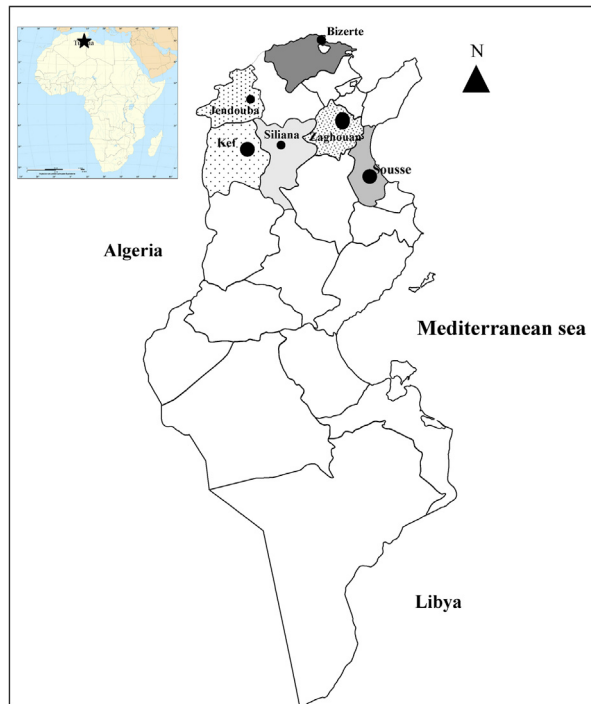 Bizerte
N
Jendouba
Siliana
Zaghouan
Kef
Sousse
Algeria
Mediterranean sea
Libya